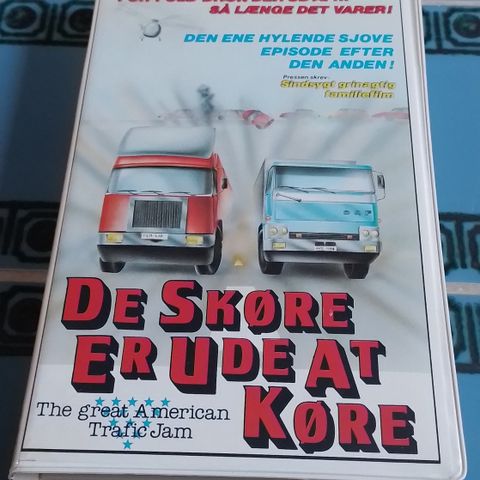 SÅ LÆNGE DET VARER!
DEN ENE HYLENDE SJOVE
EPISODE EFTER
DEN ANDEN!
Pressen skrev:
Sindsygt grinagtig
familiefilm
DAF
DE SKØRE
ER UDE AT
KØRE
The great American
Trafic Jam